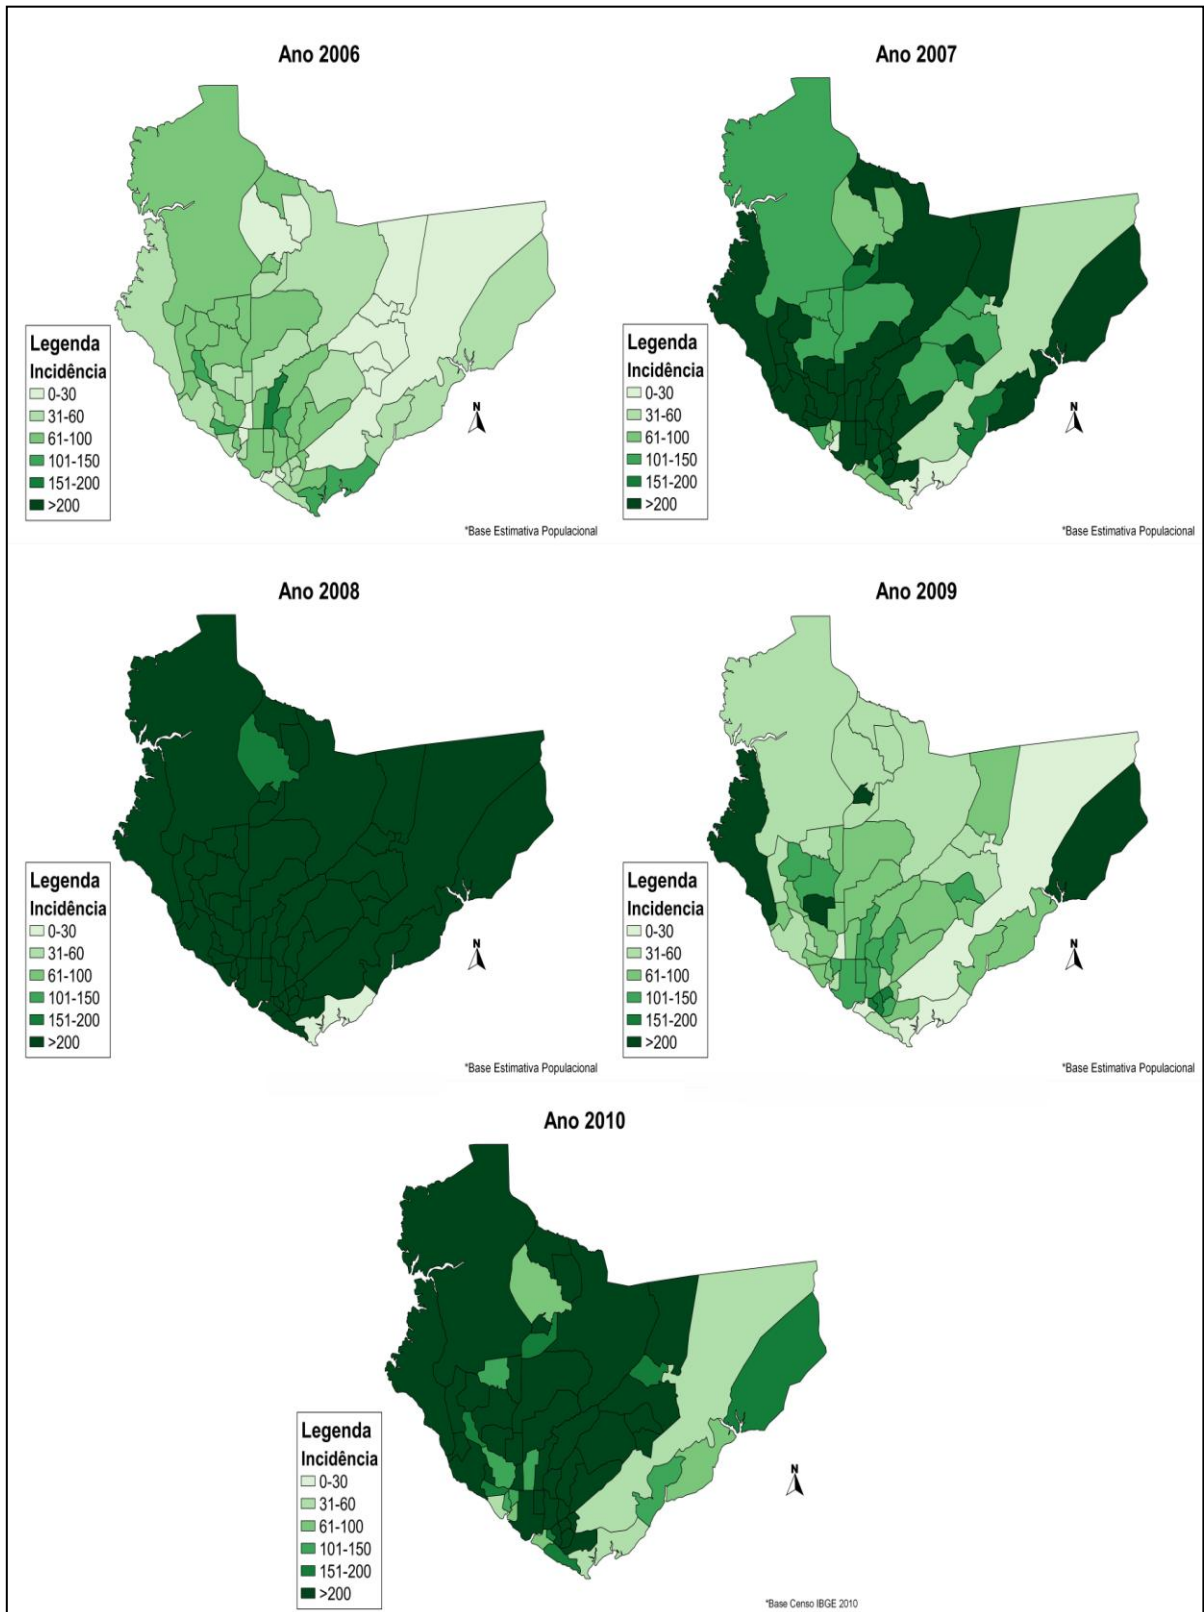 Ano 2006
Legenda
Incidência
0-30
31-60
61-100
101-150
151-200
>200
N
*Base Estimativa Populacional
Ano 2007
Legenda
Incidência
0-30
31-60
61-100
101-150
151-200
>200
N
*Base Estimativa Populacional
Ano 2008
Legenda
Incidência
0-30
31-60
61-100
101-150
151-200
>200
N
*Base Estimativa Populacional
Ano 2009
Legenda
Incidencia
0-30
31-60
61-100
101-150
151-200
>200
N
*Base Estimativa Populacional
Ano 2010
Legenda
Incidência
0-30
31-60
61-100
101-150
151-200
>200
N
*Base Censo IBGE 2010